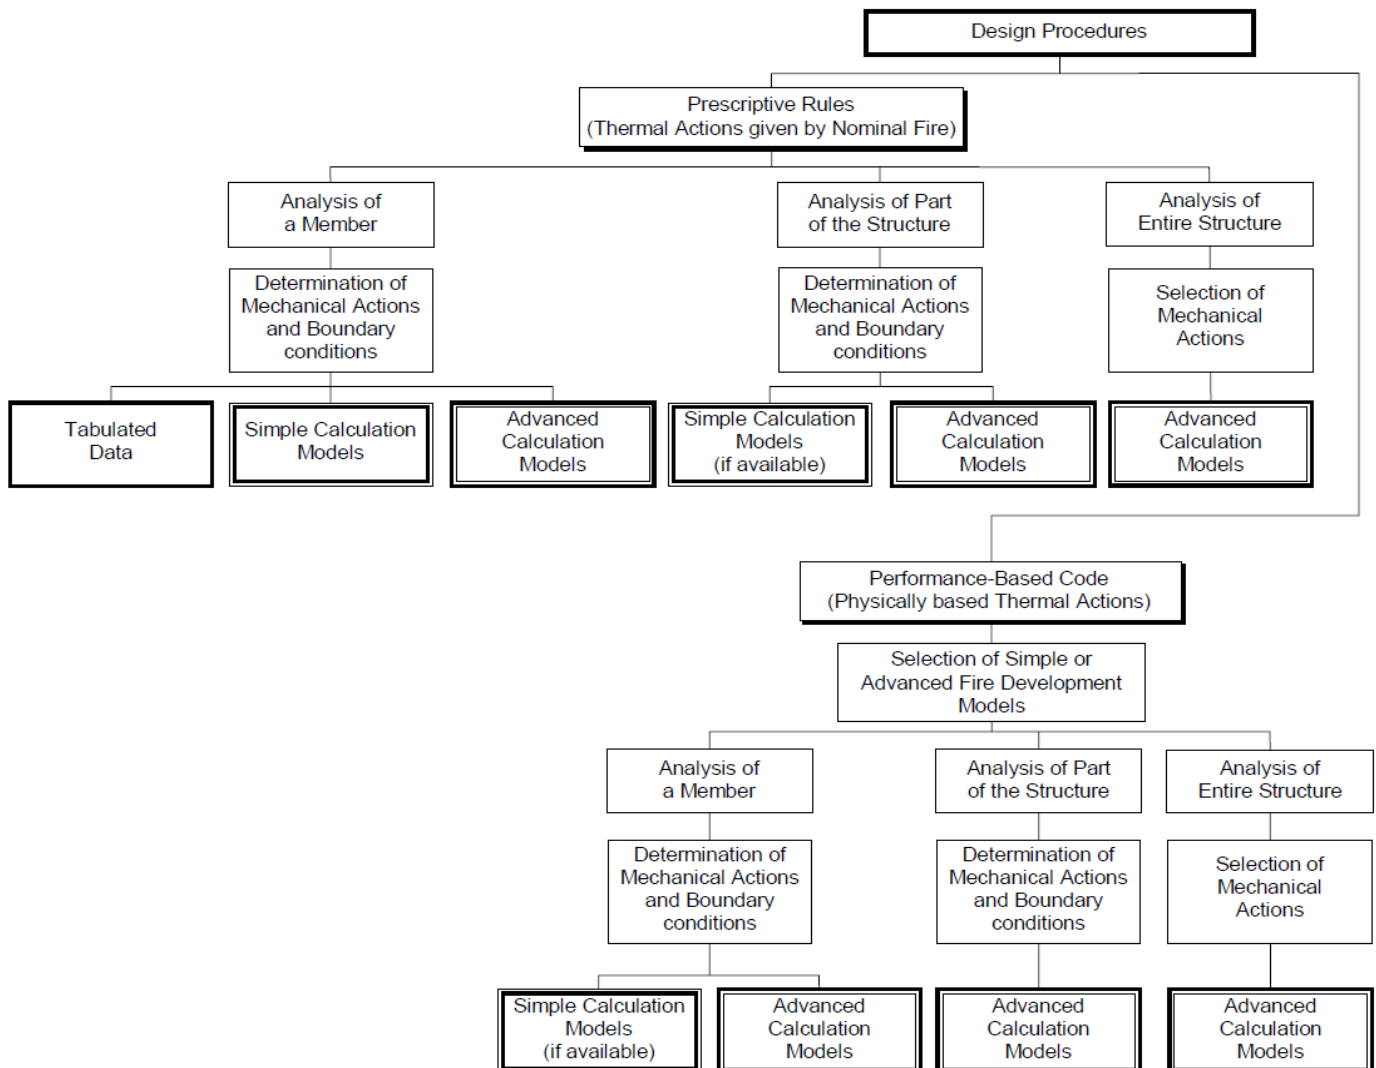 Design Procedures
Prescriptive Rules
(Thermal Actions given by Nominal Fire)
Analysis of
a Member
Analysis of Part
of the Structure
Analysis of
Entire Structure
Determination of
Mechanical Actions
and Boundary
conditions
Determination of
Mechanical Actions
and Boundary
conditions
Selection of
Mechanical
Actions
Tabulated
Data
Simple Calculation
Models
Advanced
Calculation
Models
Simple Calculation
Models
(if available)
Advanced
Calculation
Models
Advanced
Calculation
Models
Performance-Based Code
(Physically based Thermal Actions)
Selection of Simple or
Advanced Fire Development
Models
Analysis of
a Member
Analysis of Part
of the Structure
Analysis of
Entire Structure
Determination of
Mechanical Actions
and Boundary
conditions
Determination of
Mechanical Actions
and Boundary
conditions
Selection of
Mechanical
Actions
Simple Calculation
Models
(if available)
Advanced
Calculation
Models
Advanced
Calculation
Models
Advanced
Calculation
Models